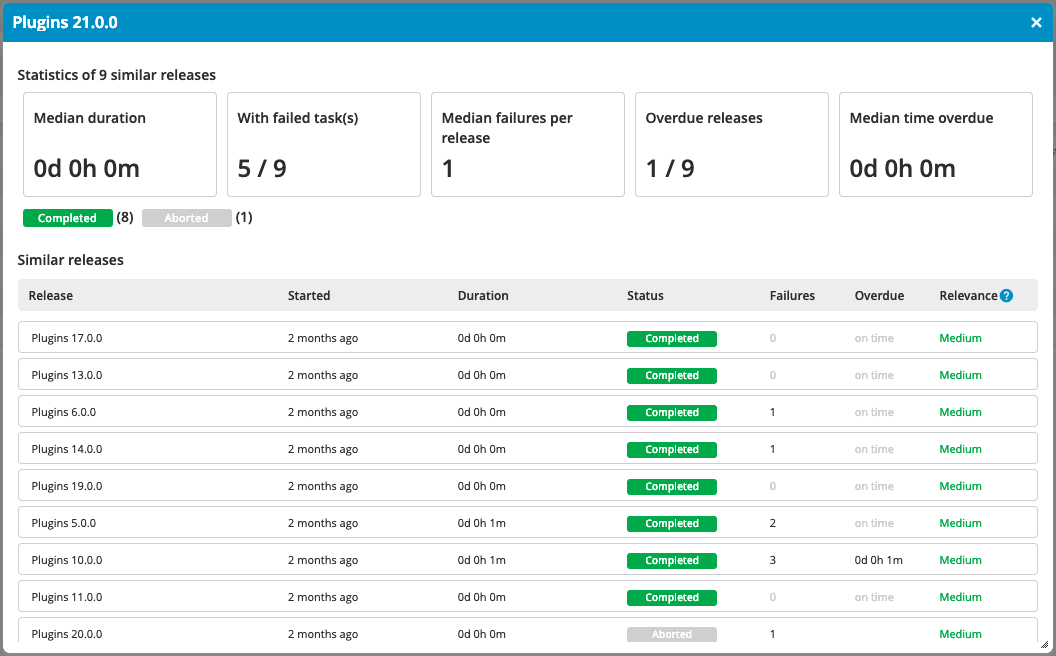 Plugins 21.0.0
Statistics of 9 similar releases
Median duration
With failed task(s)
Median failures per
release
Overdue releases
Median time overdue
0d 0h 0m
5 / 9
1
1 / 9
0d 0h 0m
Completed (8) Aborted (1)
Similar releases
Release Started Duration Status Failures Overdue Relevance ?
Plugins 17.0.0 2 months ago 0d 0h 0m Completed 0 on time Medium
Plugins 13.0.0 2 months ago 0d 0h 0m Completed 0 on time Medium
Plugins 6.0.0 2 months ago 0d 0h 0m Completed 1 on time Medium
Plugins 14.0.0 2 months ago 0d 0h 0m Completed 1 on time Medium
Plugins 19.0.0 2 months ago 0d 0h 0m Completed 0 on time Medium
Plugins 5.0.0 2 months ago 0d 0h 1m Completed 2 on time Medium
Plugins 10.0.0 2 months ago 0d 0h 1m Completed 3 0d 0h 1m Medium
Plugins 11.0.0 2 months ago 0d 0h 0m Completed 0 on time Medium
Plugins 20.0.0 2 months ago 0d 0h 0m Aborted 1 Medium